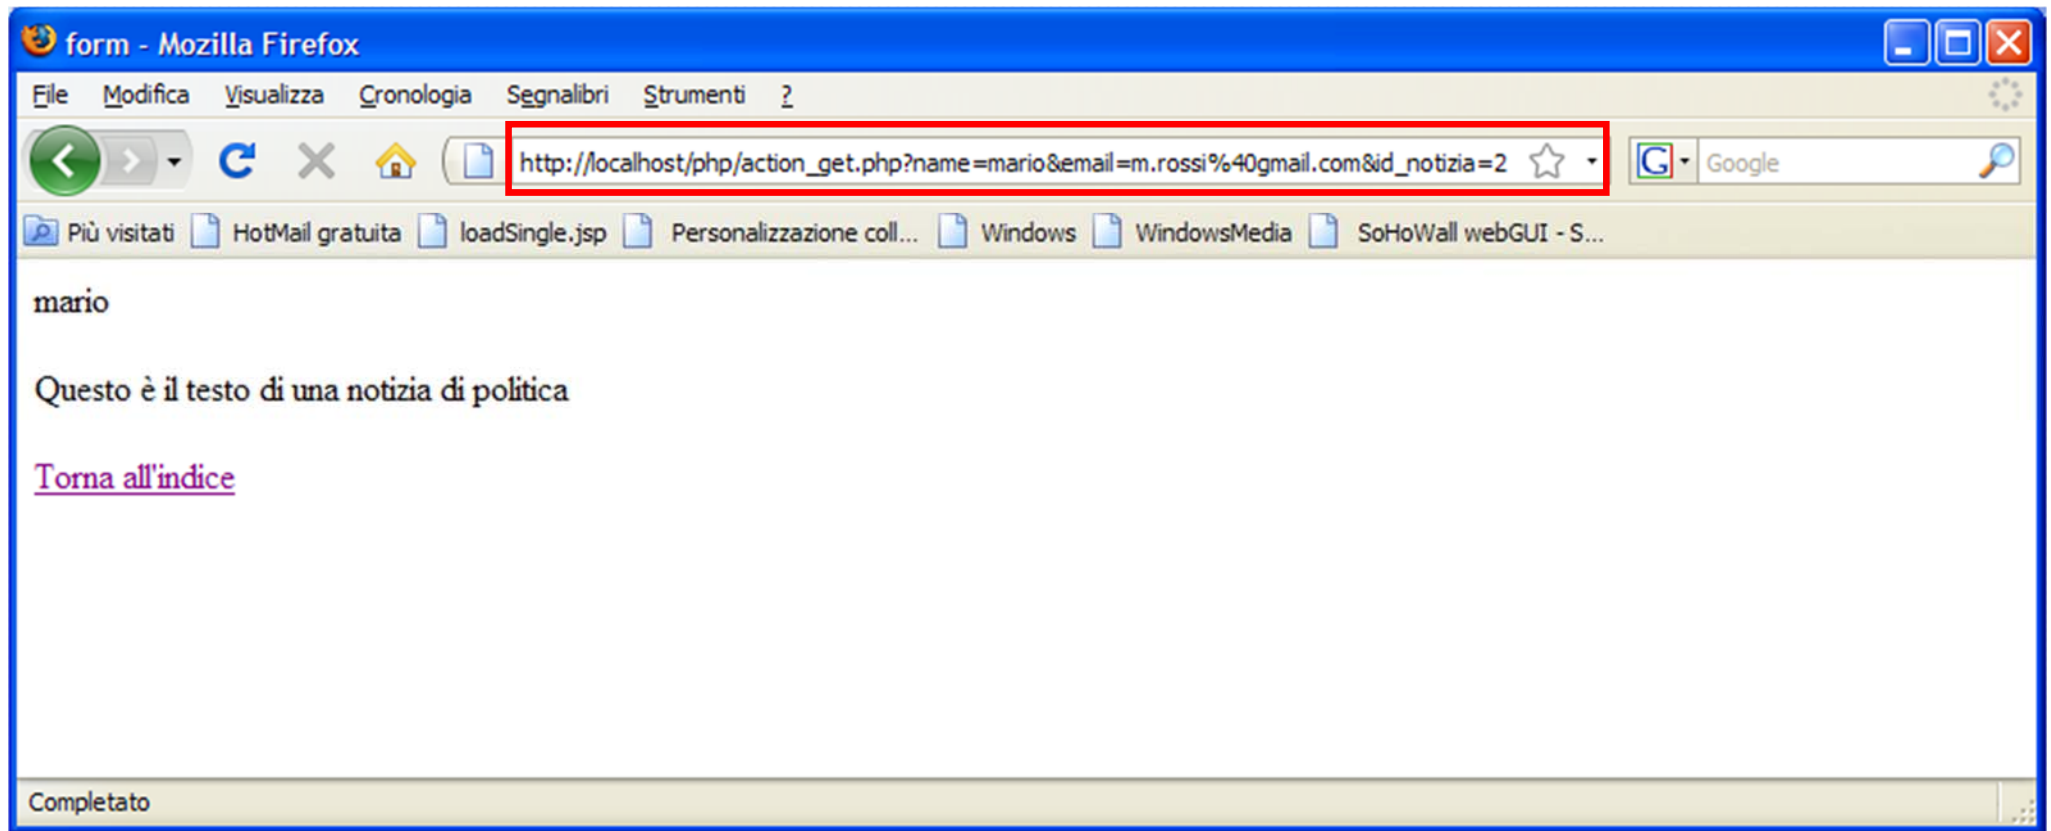 form - Mozilla Firefox
File Modifica Visualizza Cronologia Segnalibri Strumenti ?
http://localhost/php/action_get.php?name=mario&email=m.rossi%40gmail.com&id_notizia=2 G Google
Più visitati HotMail gratuita loadSingle.jsp Personalizzazione coll... Windows WindowsMedia SoHoWall webGUI - S...
mario
Questo è il testo di una notizia di politica
Torna all'indice
Completato